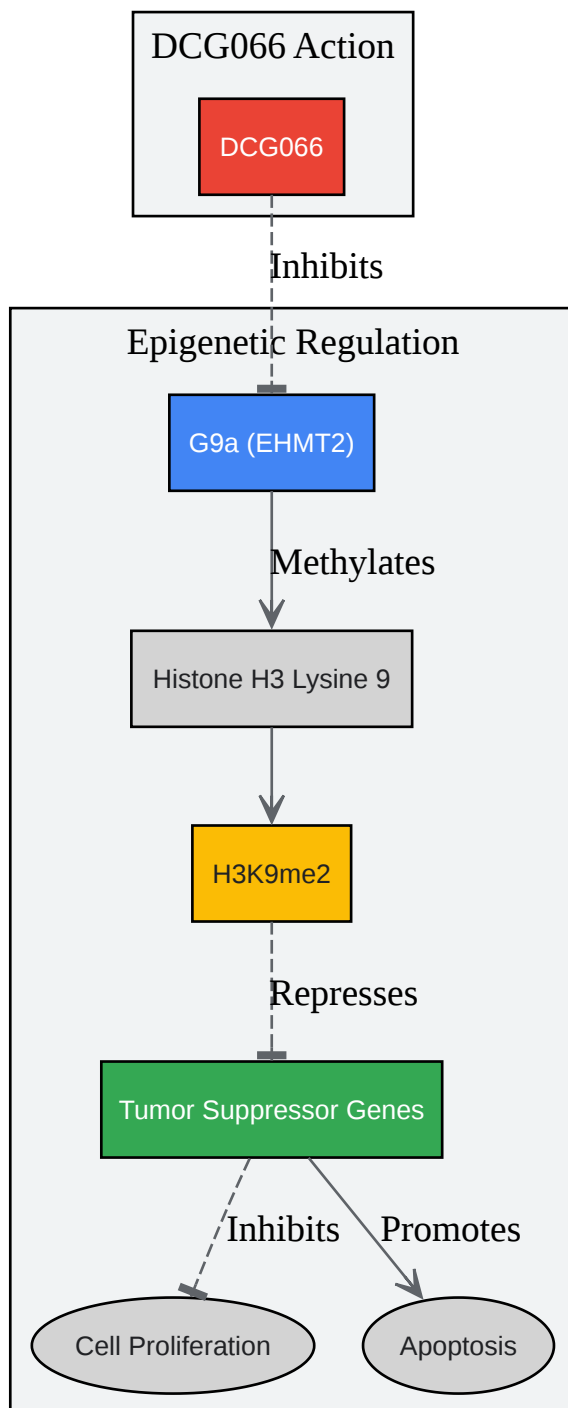 DCG066 Action
DCG066
Inhibits
Epigenetic Regulation
G9a (EHMT2)
Methylates
Histone H3 Lysine 9
H3K9me2
Represses
Tumor Suppressor Genes
Inhibits
Promotes
Cell Proliferation
Apoptosis